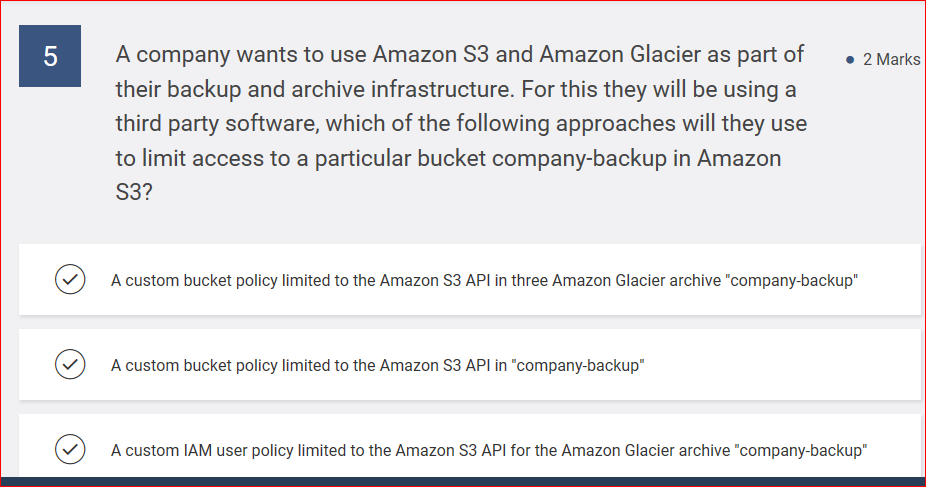 5
A company wants to use Amazon S3 and Amazon Glacier as part of
their backup and archive infrastructure. For this they will be using a
third party software, which of the following approaches will they use
to limit access to a particular bucket company-backup in Amazon
S3?
2 Marks
A custom bucket policy limited to the Amazon S3 API in three Amazon Glacier archive "company-backup"
A custom bucket policy limited to the Amazon S3 API in "company-backup"
A custom IAM user policy limited to the Amazon S3 API for the Amazon Glacier archive "company-backup"